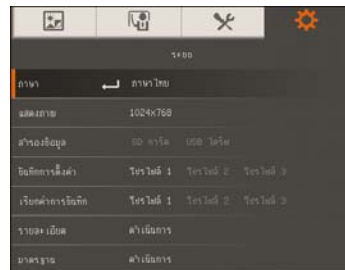 ระบบ
ภาษา ภาษาไทย
แสดงภาพ 1024x768
สำรองข้อมูล SD การ์ด USB ไดร์ฟ
บันทึกการตั้งค่า โปรไฟล์ 1 โปรไฟล์ 2 โปรไฟล์ 3
เรียกค่าการบันทึก โปรไฟล์ 1 โปรไฟล์ 2 โปรไฟล์ 3
รายละเอียด ดำเนินการ
มาตรฐาน ดำเนินการ